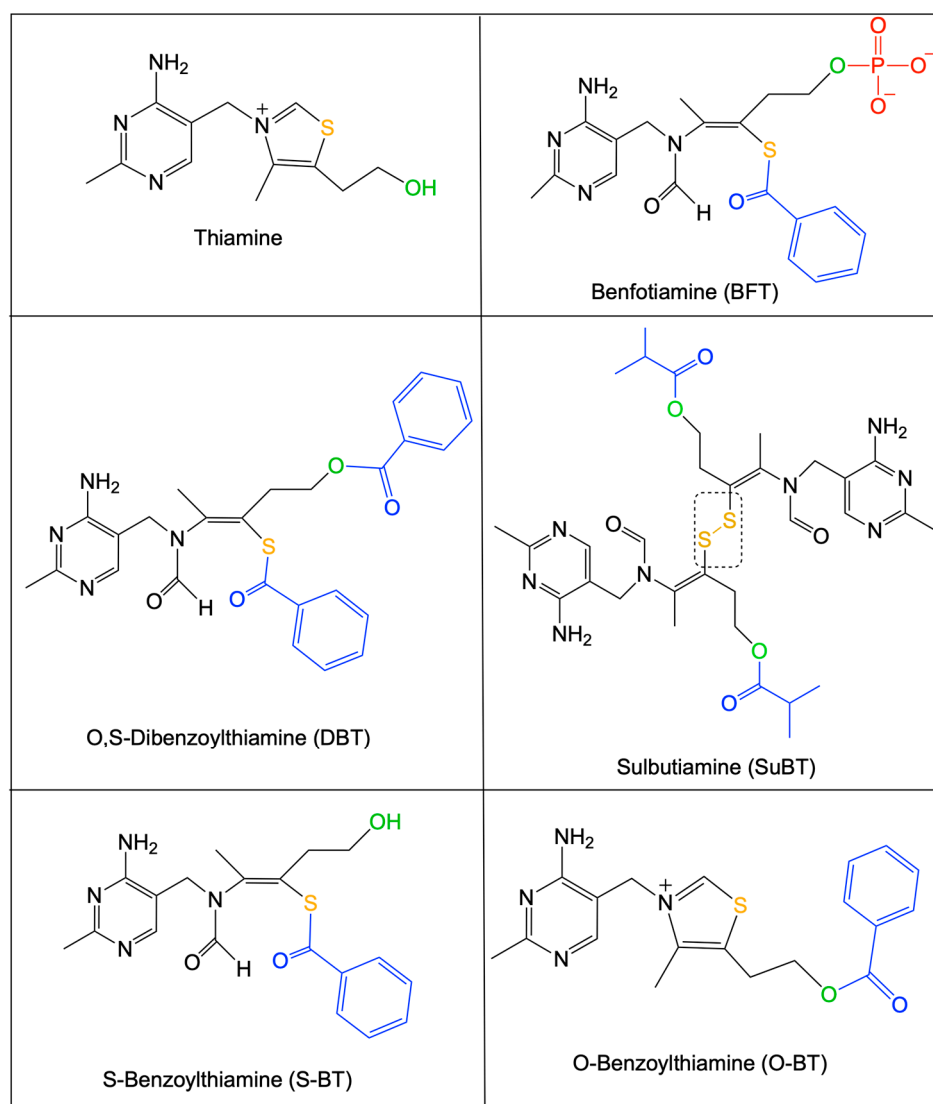 NH₂
N
N
N
+
S
OH
Thiamine
O
O
P
O⁻
O⁻
NH₂
N
N
N
S
O
H
O
Benfotiamine (BFT)
NH₂
N
N
N
O
O
S
O
H
O
O,S-Dibenzoylthiamine (DBT)
O
O
NH₂
N
N
N
O
S
S
O
N
N
N
NH₂
O
O
Sulbutiamine (SuBT)
OH
NH₂
N
N
N
S
O
H
O
S-Benzoylthiamine (S-BT)
NH₂
N
N
N
+
S
O
O
O-Benzoylthiamine (O-BT)